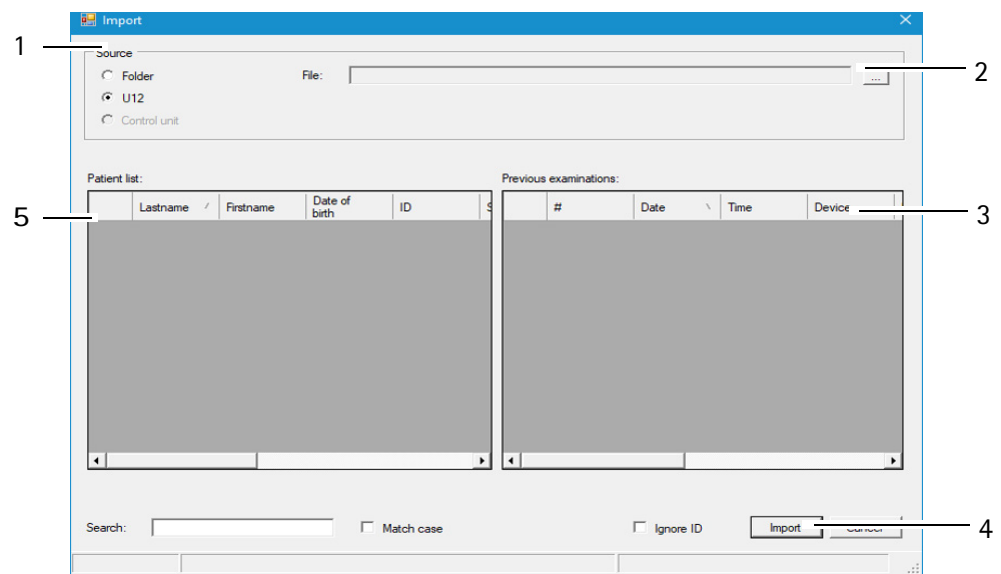 Import
1
Source
Folder
File:
...
2
U12
Control unit
Patient list:
Previous examinations:
5
Lastname
Firstname
Date of
birth
ID
#
Date
Time
Device
3
Search:
Match case
Ignore ID
Import
Cancel
4